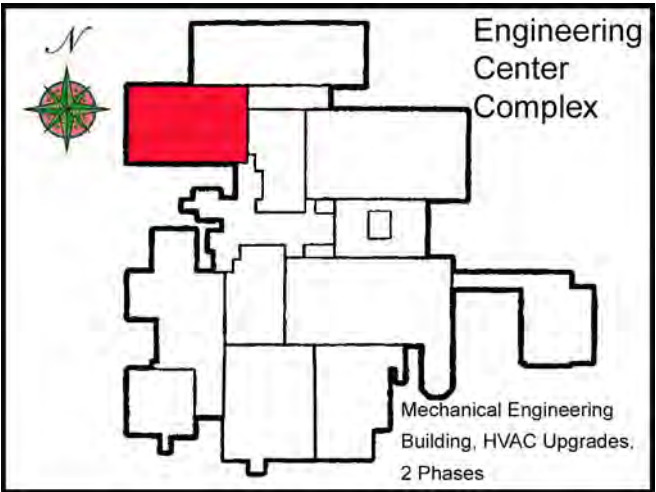 N
Engineering
Center
Complex
Mechanical Engineering
Building, HVAC Upgrades,
2 Phases